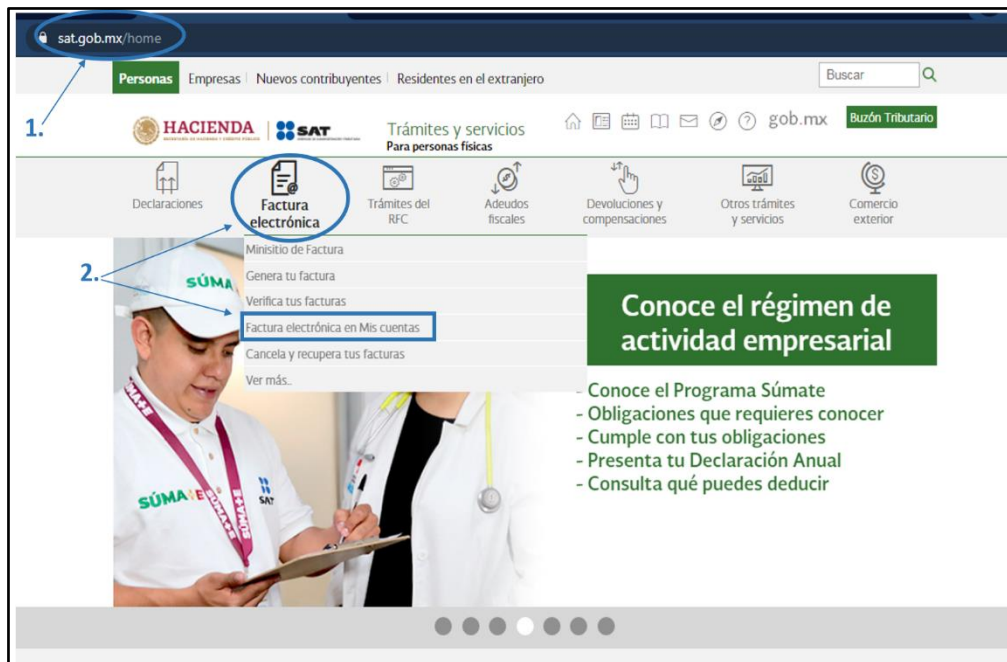 sat.gob.mx/home
1.
Personas Empresas Nuevos contribuyentes Residentes en el extranjero Buscar
HACIENDA SAT Trámites y servicios gob.mx Buzón Tributario
Para personas físicas
Declaraciones Factura Trámites del Adeudos Devoluciones y Otros trámites Comercio
electrónica RFC fiscales compensaciones y servicios exterior
Minisitio de Factura
2.
Genera tu factura
Verifica tus facturas
Factura electrónica en Mis cuentas
Cancela y recupera tus facturas
Ver más..
SÚMA
Conoce el régimen de
actividad empresarial
- Conoce el Programa Súmate
- Obligaciones que requieres conocer
- Cumple con tus obligaciones
- Presenta tu Declaración Anual
- Consulta qué puedes deducir
SÚMA+E
SAT